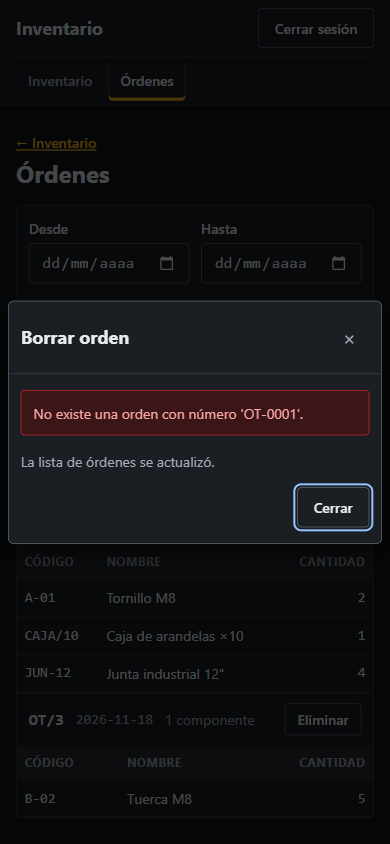 Inventario
Cerrar sesión
Inventario
Órdenes
← Inventario
Órdenes
Desde
Hasta
dd/mm/aaaa
dd/mm/aaaa
Borrar orden
×
No existe una orden con número 'OT-0001'.
La lista de órdenes se actualizó.
Cerrar
CÓDIGO NOMBRE CANTIDAD
A-01 Tornillo M8 2
CAJA/10 Caja de arandelas ×10 1
JUN-12 Junta industrial 12" 4
OT/3 2026-11-18 1 componente Eliminar
CÓDIGO NOMBRE CANTIDAD
B-02 Tuerca M8 5